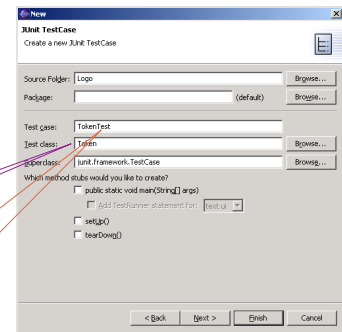 New
JUnit TestCase
Create a new JUnit TestCase
Source Folder: Logo Browse...
Package: (default) Browse...
Test case: TokenTest
Test class: Token Browse...
Superclass: junit.framework.TestCase Browse...
Which method stubs would you like to create?
public static void main(String[] args)
Add TestRunner statement for: text ui
setUp()
tearDown()
< Back Next > Finish Cancel